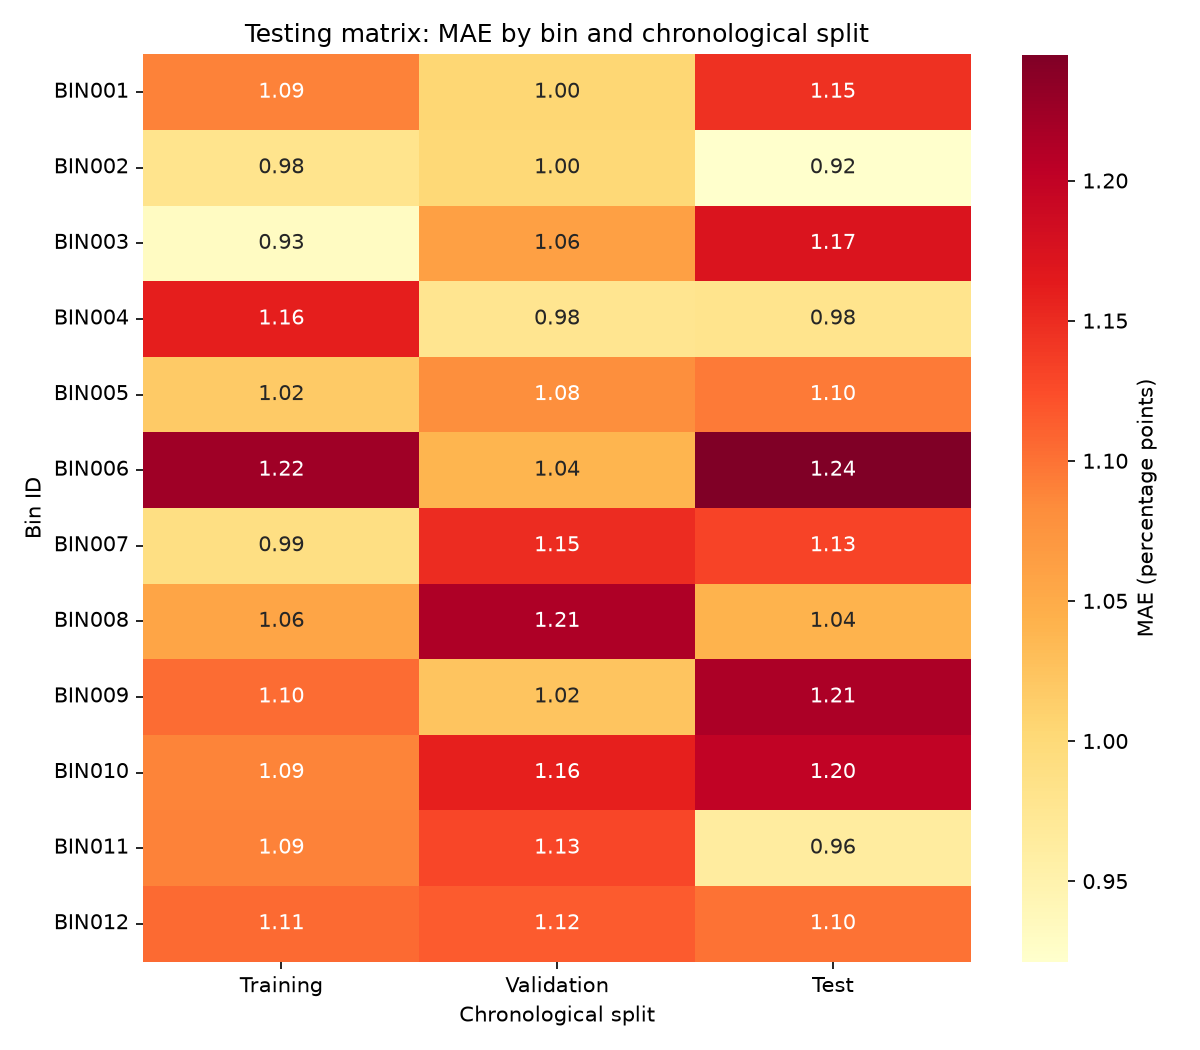 Testing matrix: MAE by bin and chronological split
BIN001 1.09 1.00 1.15
BIN002 0.98 1.00 0.92
BIN003 0.93 1.06 1.17
BIN004 1.16 0.98 0.98
BIN005 1.02 1.08 1.10
BIN006 1.22 1.04 1.24
BIN007 0.99 1.15 1.13
BIN008 1.06 1.21 1.04
BIN009 1.10 1.02 1.21
BIN010 1.09 1.16 1.20
BIN011 1.09 1.13 0.96
BIN012 1.11 1.12 1.10
Training Validation Test
Chronological split
Bin ID
1.20
1.15
1.10
1.05
1.00
0.95
MAE (percentage points)